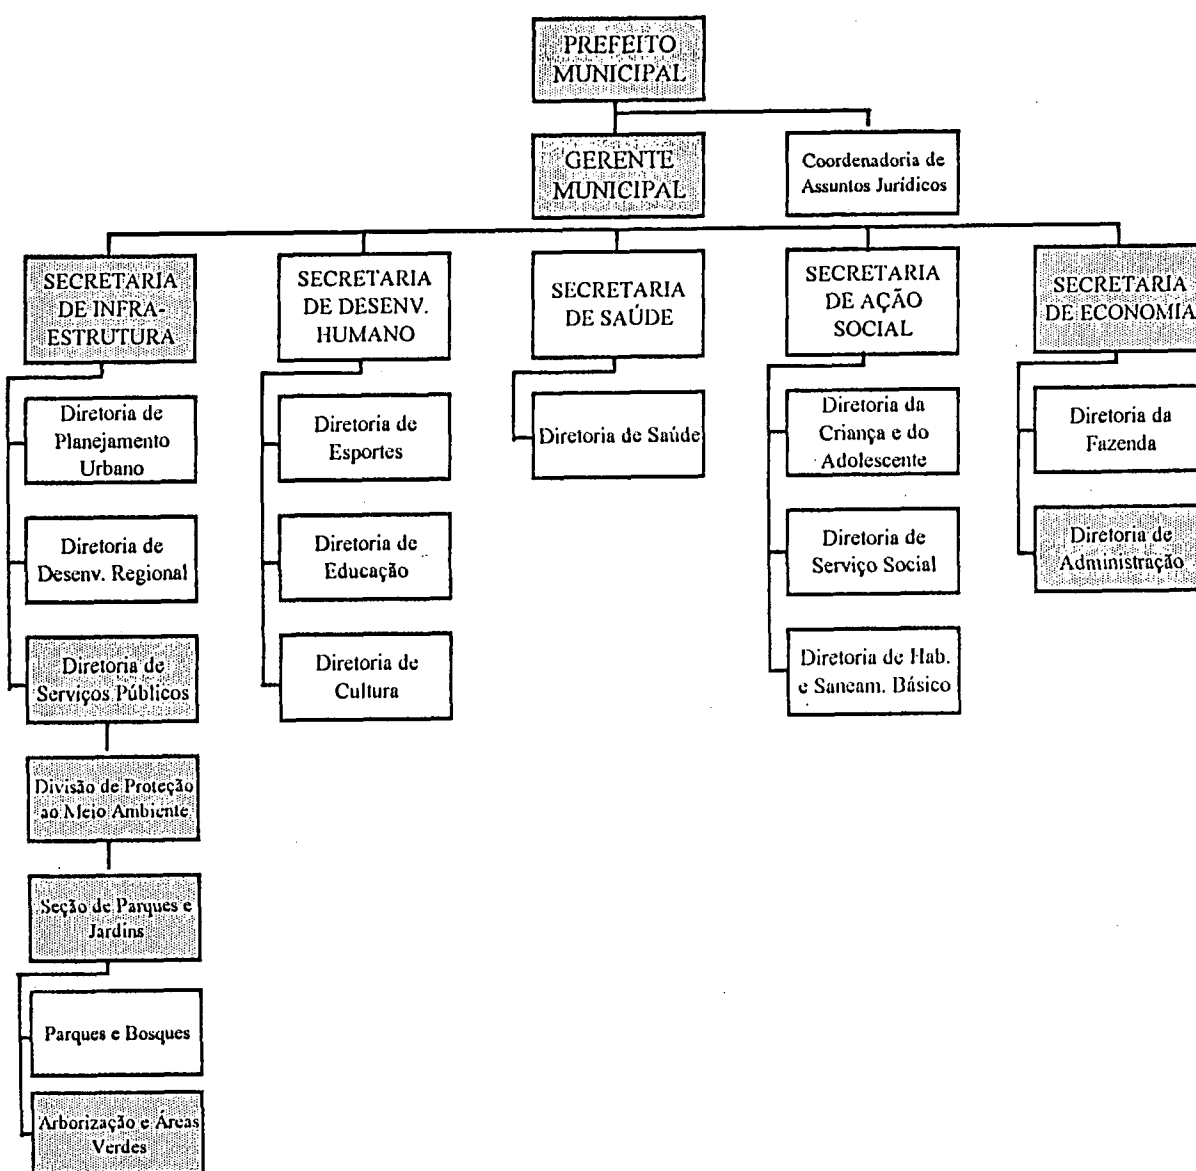 PREFEITO
MUNICIPAL
GERENTE
MUNICIPAL
Coordenadoria de
Assuntos Jurídicos
SECRETARIA
DE INFRA-
ESTRUTURA
SECRETARIA
DE DESENV.
HUMANO
SECRETARIA
DE SAÚDE
SECRETARIA
DE AÇÃO
SOCIAL
SECRETARIA
DE ECONOMIA
Diretoria de
Planejamento
Urbano
Diretoria de
Desenv. Regional
Diretoria de
Serviços Públicos
Divisão de Proteção
ao Meio Ambiente
Seção de Parques e
Jardins
Parques e Bosques
Arborização e Áreas
Verdes
Diretoria de
Esportes
Diretoria de
Educação
Diretoria de
Cultura
Diretoria de Saúde
Diretoria da
Criança e do
Adolescente
Diretoria de
Serviço Social
Diretoria de Hab.
e Saneam. Básico
Diretoria da
Fazenda
Diretoria de
Administração